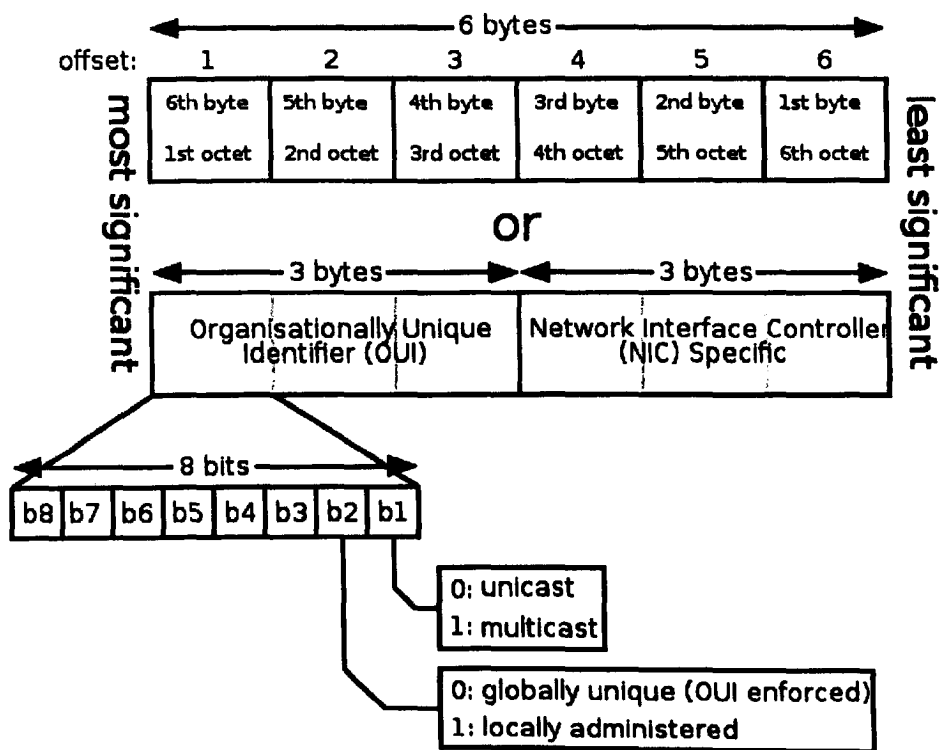 6 bytes
offset: 1 2 3 4 5 6
6th byte 5th byte 4th byte 3rd byte 2nd byte 1st byte
1st octet 2nd octet 3rd octet 4th octet 5th octet 6th octet
most significant
least significant
or
3 bytes 3 bytes
Organisationally Unique
Identifier (OUI)
Network Interface Controller
(NIC) Specific
8 bits
b8 b7 b6 b5 b4 b3 b2 b1
0: unicast
1: multicast
0: globally unique (OUI enforced)
1: locally administered